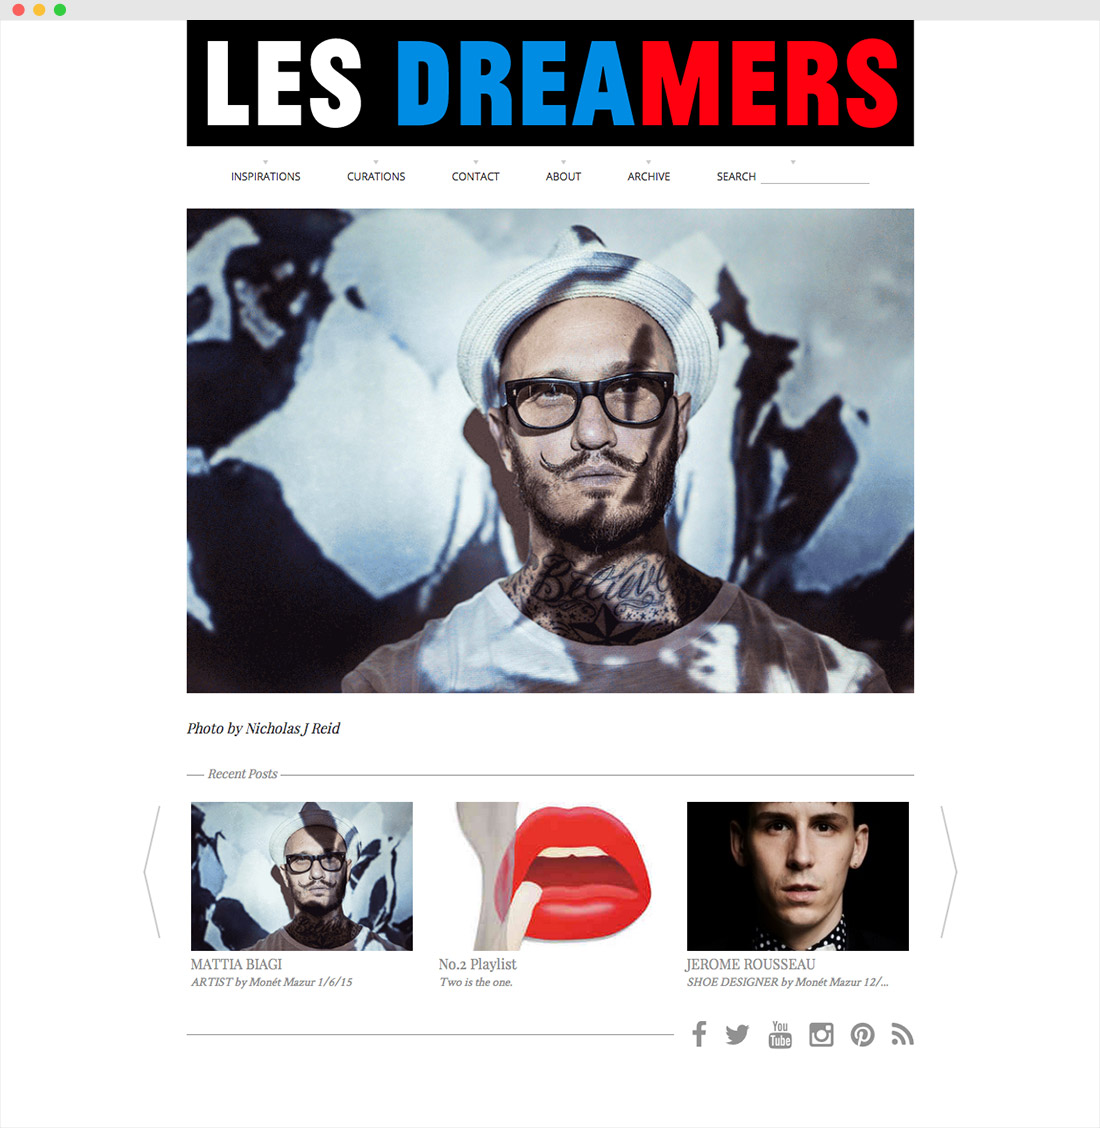 LES DREAMERS
INSPIRATIONS CURATIONS CONTACT ABOUT ARCHIVE SEARCH
Believe
Photo by Nicholas J Reid
Recent Posts
MATTIA BIAGI
ARTIST by Monét Mazur 1/6/15
No.2 Playlist
Two is the one.
JEROME ROUSSEAU
SHOE DESIGNER by Monét Mazur 12/...
You
Tube